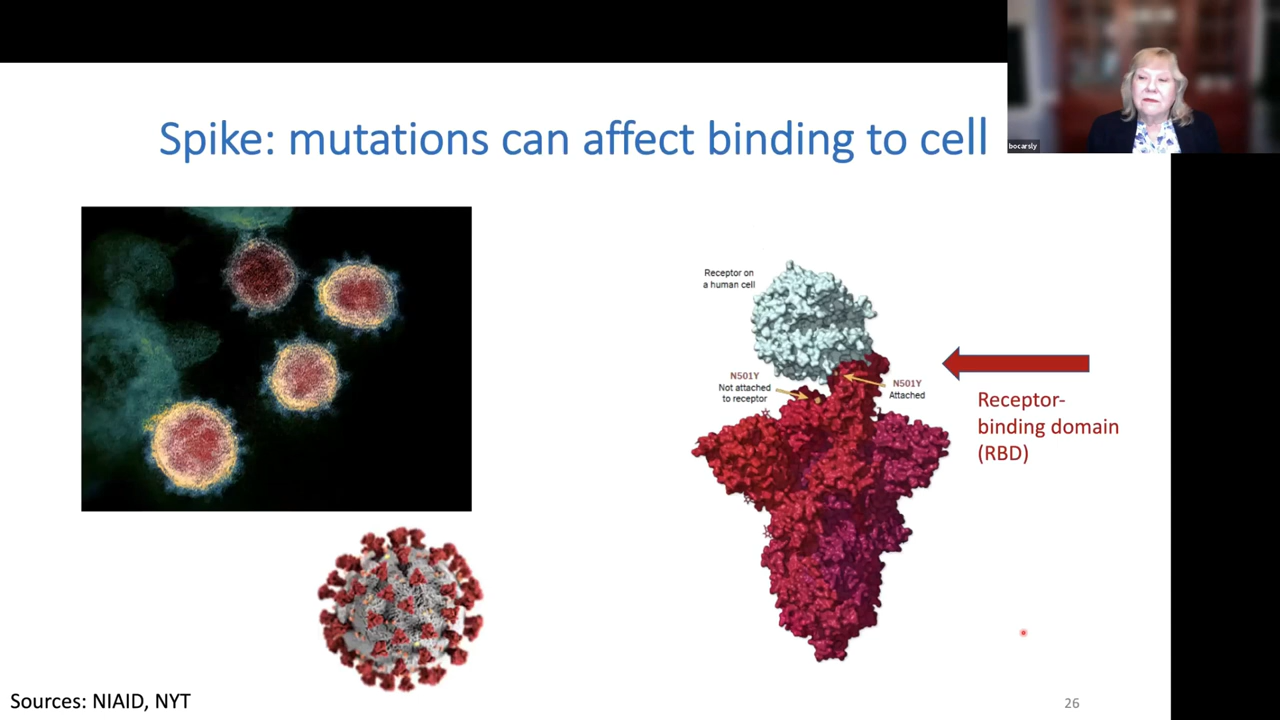 bocarsly
Spike: mutations can affect binding to cell
Receptor on
a human cell
N501Y
Not attached
to receptor
N501Y
Attached
Receptor-
binding domain
(RBD)
Sources: NIAID, NYT
26